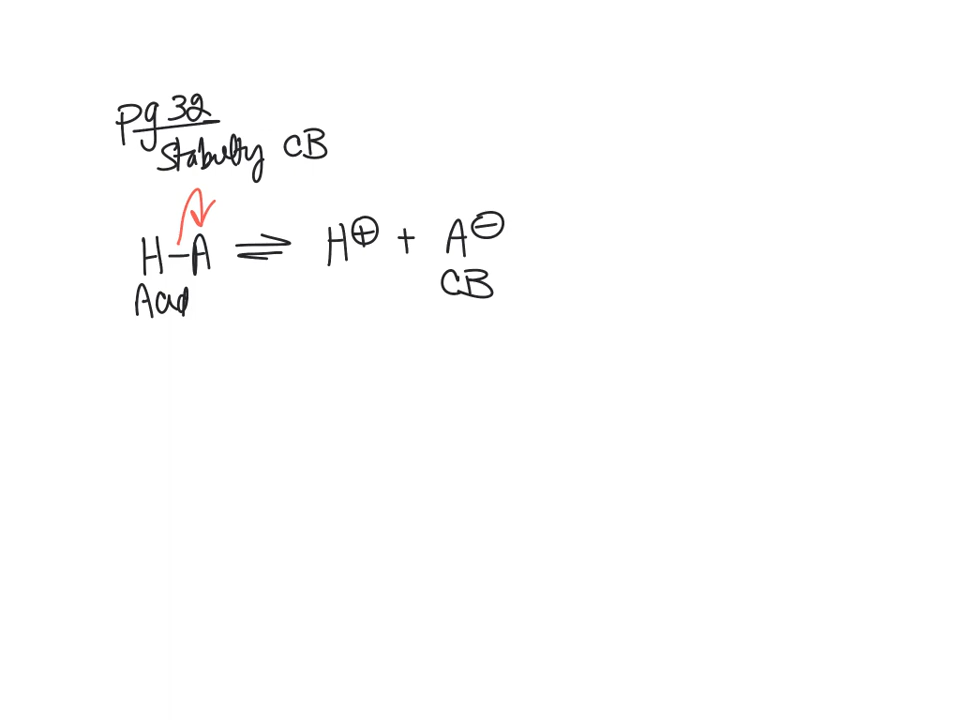 Pg 32
Stability CB
H–A ⇌ H⊕ + A⊖
Acid CB